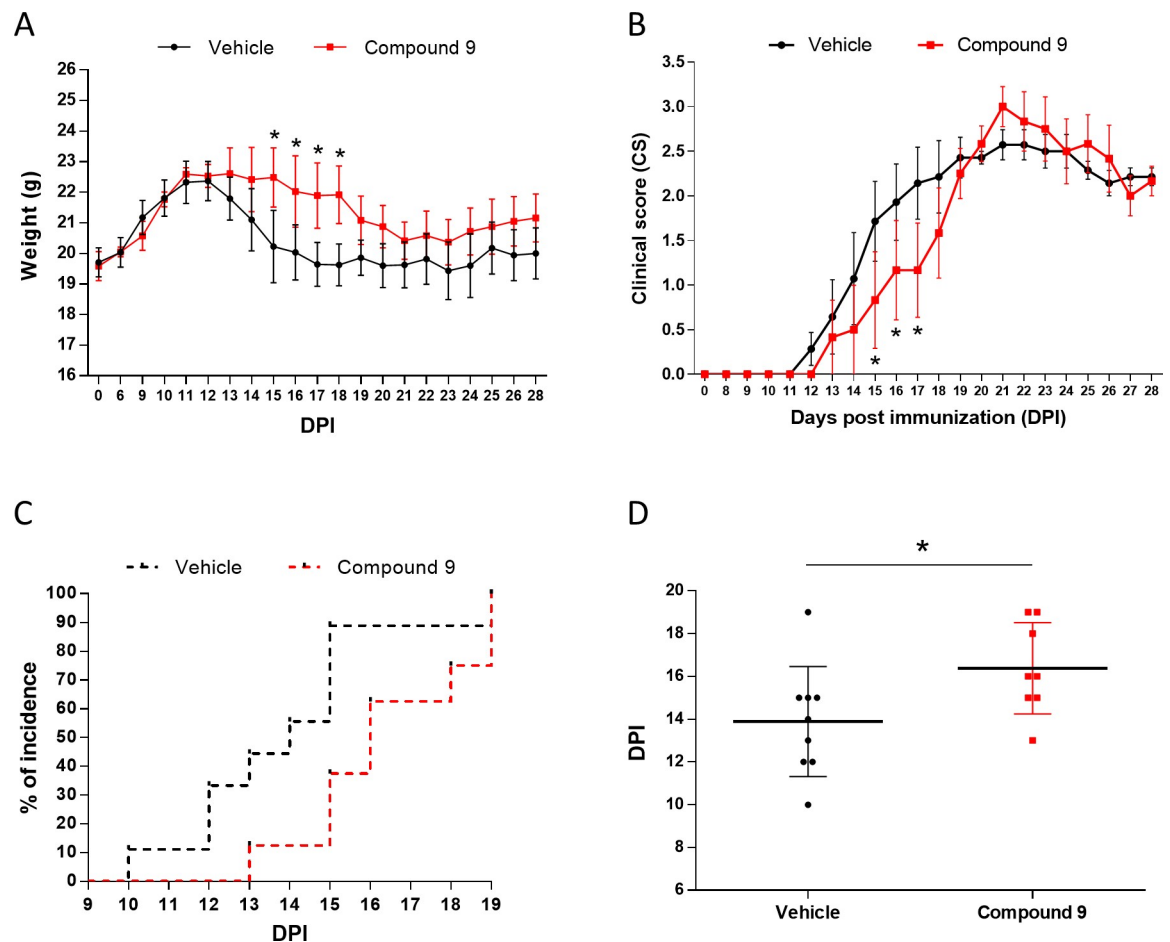 A
Vehicle Compound 9
26
25
24
23
22
21
20
19
18
17
16
Weight (g)
* * * *
0 6 9 10 11 12 13 14 15 16 17 18 19 20 21 22 23 24 25 26 28
DPI
B
Vehicle Compound 9
3.5
3.0
2.5
2.0
1.5
1.0
0.5
0.0
Clinical score (CS)
* * *
0 8 9 10 11 12 13 14 15 16 17 18 19 20 21 22 23 24 25 26 27 28
Days post immunization (DPI)
C
Vehicle Compound 9
100
90
80
70
60
50
40
30
20
10
0
% of incidence
9 10 11 12 13 14 15 16 17 18 19
DPI
D
*
20
18
16
14
12
10
8
6
DPI
Vehicle Compound 9